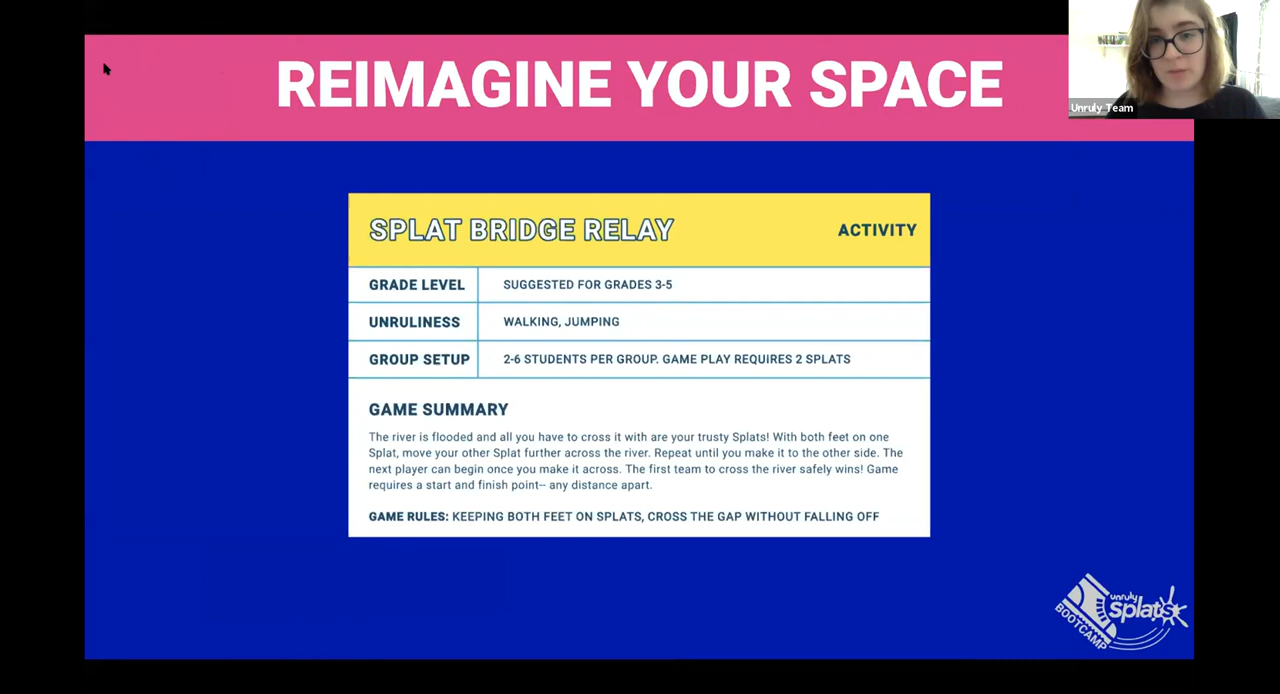 REIMAGINE YOUR SPACE
Unruly Team
SPLAT BRIDGE RELAY
ACTIVITY
GRADE LEVEL
SUGGESTED FOR GRADES 3-5
UNRULINESS
WALKING, JUMPING
GROUP SETUP
2-6 STUDENTS PER GROUP. GAME PLAY REQUIRES 2 SPLATS
GAME SUMMARY
The river is flooded and all you have to cross it with are your trusty Splats! With both feet on one
Splat, move your other Splat further across the river. Repeat until you make it to the other side. The
next player can begin once you make it across. The first team to cross the river safely wins! Game
requires a start and finish point-- any distance apart.
GAME RULES: KEEPING BOTH FEET ON SPLATS, CROSS THE GAP WITHOUT FALLING OFF
unruly
splats
BOOTCAMP